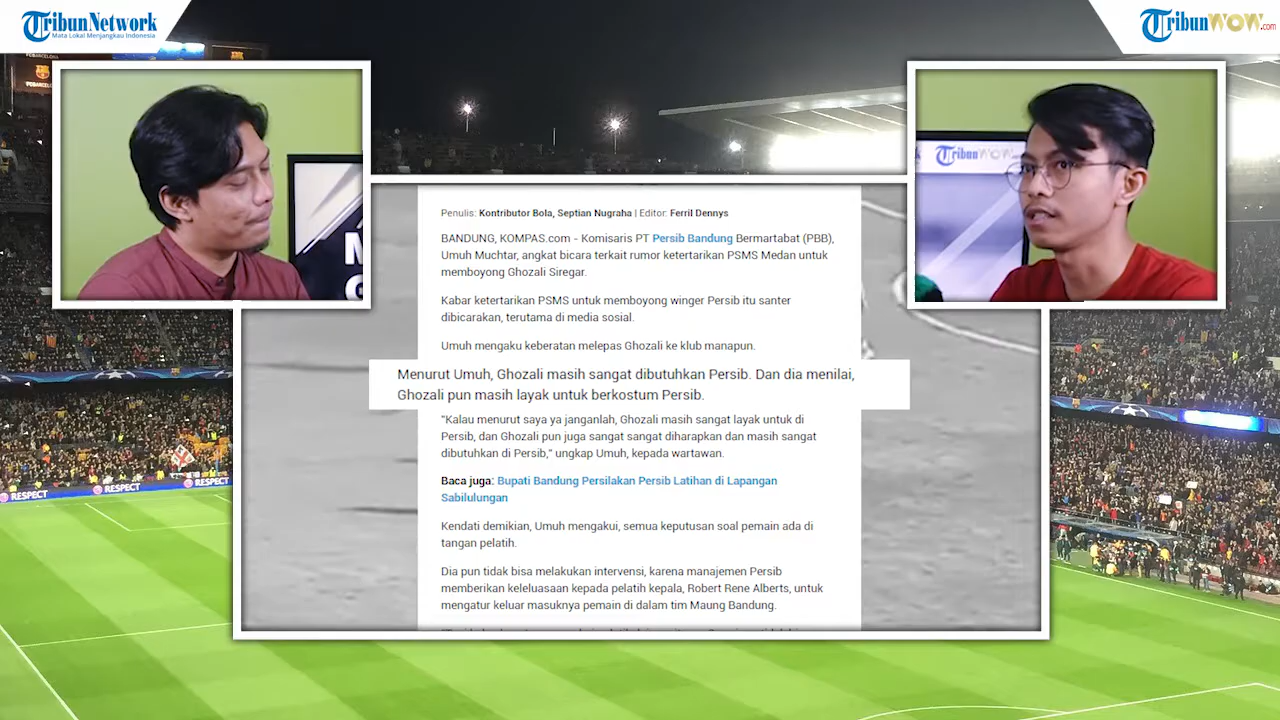 TribunNetwork
Mata Lokal Menjangkau Indonesia
TribunWOW.com
TribunWOW
M
G
Penulis: Kontributor Bola, Septian Nugraha | Editor: Ferril Dennys
BANDUNG, KOMPAS.com - Komisaris PT Persib Bandung Bermartabat (PBB),
Umuh Muchtar, angkat bicara terkait rumor ketertarikan PSMS Medan untuk
memboyong Ghozali Siregar.
Kabar ketertarikan PSMS untuk memboyong winger Persib itu santer
dibicarakan, terutama di media sosial.
Umuh mengaku keberatan melepas Ghozali ke klub manapun.
Menurut Umuh, Ghozali masih sangat dibutuhkan Persib. Dan dia menilai,
Ghozali pun masih layak untuk berkostum Persib.
"Kalau menurut saya ya janganlah, Ghozali masih sangat layak untuk di
Persib, dan Ghozali pun juga sangat sangat diharapkan dan masih sangat
dibutuhkan di Persib," ungkap Umuh, kepada wartawan.
Baca juga: Bupati Bandung Persilakan Persib Latihan di Lapangan
Sabilulungan
Kendati demikian, Umuh mengakui, semua keputusan soal pemain ada di
tangan pelatih.
Dia pun tidak bisa melakukan intervensi, karena manajemen Persib
memberikan keleluasaan kepada pelatih kepala, Robert Rene Alberts, untuk
mengatur keluar masuknya pemain di dalam tim Maung Bandung.
RESPECT
RESPECT
RESPECT